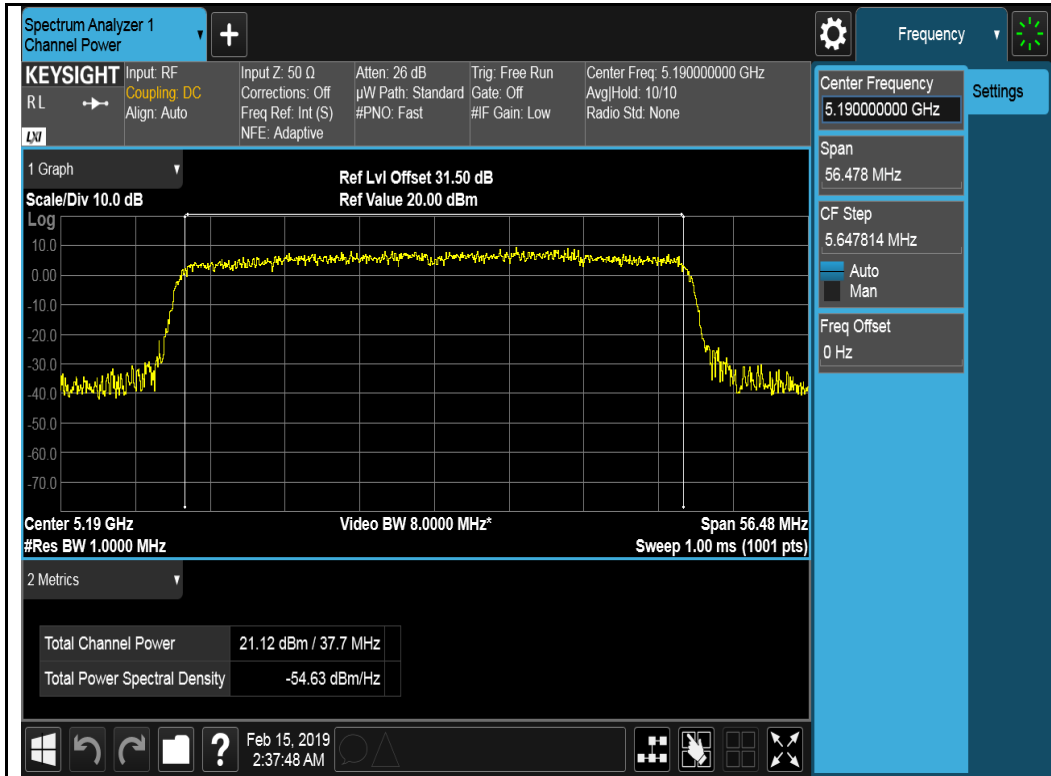 Spectrum Analyzer 1
Channel Power
+
Frequency
KEYSIGHT
R L
LXI
Input: RF
Coupling: DC
Align: Auto
Input Z: 50 Ω
Corrections: Off
Freq Ref: Int (S)
NFE: Adaptive
Atten: 26 dB
µW Path: Standard
#PNO: Fast
Trig: Free Run
Gate: Off
#IF Gain: Low
Center Freq: 5.190000000 GHz
Avg|Hold: 10/10
Radio Std: None
Center Frequency
5.190000000 GHz
Settings
Span
56.478 MHz
CF Step
5.647814 MHz
Auto
Man
Freq Offset
0 Hz
1 Graph
Scale/Div 10.0 dB
Ref Lvl Offset 31.50 dB
Ref Value 20.00 dBm
Log
10.0
0.00
-10.0
-20.0
-30.0
-40.0
-50.0
-60.0
-70.0
Center 5.19 GHz
#Res BW 1.0000 MHz
Video BW 8.0000 MHz*
Span 56.48 MHz
Sweep 1.00 ms (1001 pts)
2 Metrics
Total Channel Power 21.12 dBm / 37.7 MHz
Total Power Spectral Density -54.63 dBm/Hz
?
Feb 15, 2019
2:37:48 AM